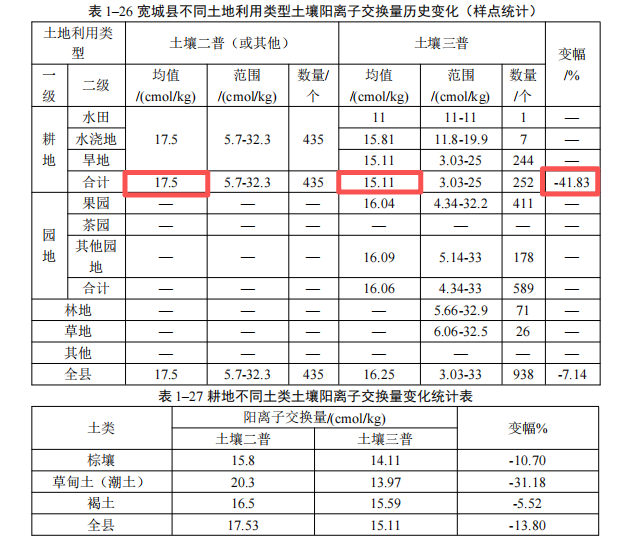 表 1–26 宽城县不同土地利用类型土壤阳离子交换量历史变化（样点统计）
土地利用类型 土壤二普（或其他） 土壤三普 变幅/%
一级 二级 均值/(cmol/kg) 范围/(cmol/kg) 数量/个 均值/(cmol/kg) 范围/(cmol/kg) 数量/个
耕地 水田 17.5 5.7-32.3 435 11 11-11 1 —
水浇地 15.81 11.8-19.9 7 —
旱地 15.11 3.03-25 244 —
合计 17.5 5.7-32.3 435 15.11 3.03-25 252 -41.83
园地 果园 — — — 16.04 4.34-32.2 411 —
茶园 — — — — — — —
其他园地 — — — 16.09 5.14-33 178 —
合计 — — — 16.06 4.34-33 589 —
林地 — — — — 5.66-32.9 71 —
草地 — — — — 6.06-32.5 26 —
其他 — — — — — — —
全县 17.5 5.7-32.3 435 16.25 3.03-33 938 -7.14
表 1–27 耕地不同土类土壤阳离子交换量变化统计表
土类 阳离子交换量/(cmol/kg) 变幅%
土壤二普 土壤三普
棕壤 15.8 14.11 -10.70
草甸土（潮土） 20.3 13.97 -31.18
褐土 16.5 15.59 -5.52
全县 17.53 15.11 -13.80